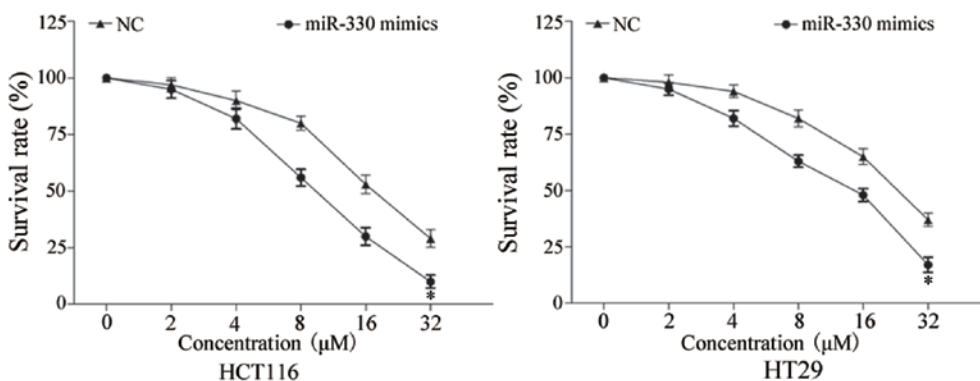 NC
miR-330 mimics
125
100
75
50
25
0
Survival rate (%)
*
0 2 4 8 16 32
Concentration (μM)
HCT116
NC
miR-330 mimics
125
100
75
50
25
0
Survival rate (%)
*
0 2 4 8 16 32
Concentration (μM)
HT29